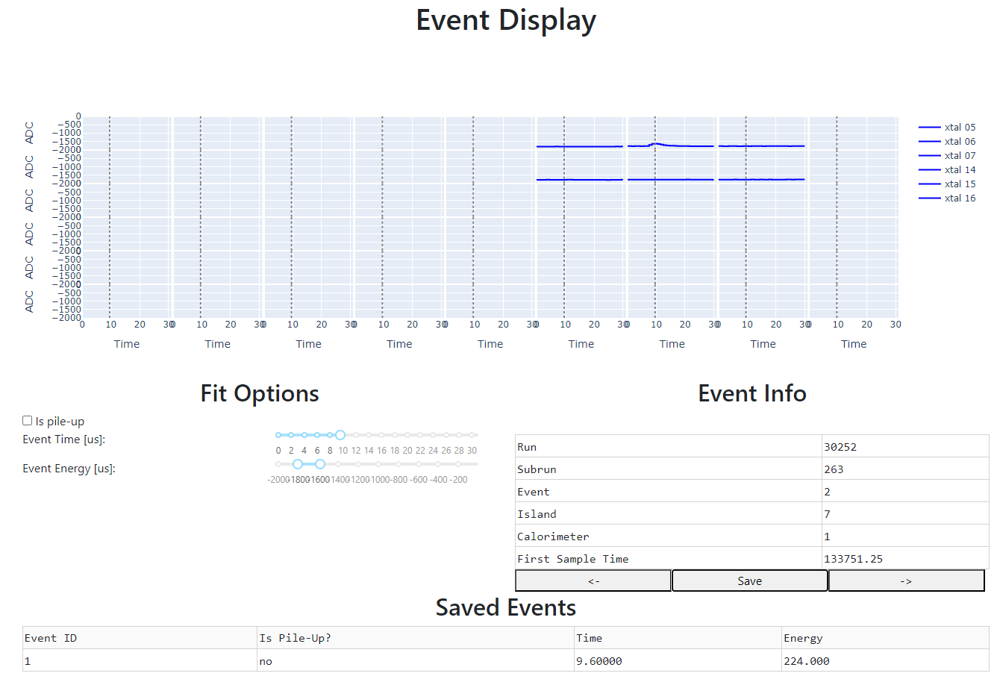 Event Display
ADC 0 −500 −1000 −1500 −2000
ADC 0 −500 −1000 −1500 −2000
ADC 0 −500 −1000 −1500 −2000
ADC 0 −500 −1000 −1500 −2000
ADC 0 −500 −1000 −1500 −2000
ADC 0 −500 −1000 −1500 −2000
xtal 05
xtal 06
xtal 07
xtal 14
xtal 15
xtal 16
0 10 20 30 0 10 20 30 0 10 20 30 0 10 20 30 0 10 20 30 0 10 20 30 0 10 20 30 0 10 20 30 0 10 20 30
Time Time Time Time Time Time Time Time Time
Fit Options
Is pile-up
Event Time [us]:
0 2 4 6 8 10 12 14 16 18 20 22 24 26 28 30
Event Energy [us]:
-2000 -1800 -1600 -1400 -1200 -1000 -800 -600 -400 -200
Event Info
Run 30252
Subrun 263
Event 2
Island 7
Calorimeter 1
First Sample Time 133751.25
<- Save ->
Saved Events
Event ID Is Pile-Up? Time Energy
1 no 9.60000 224.000